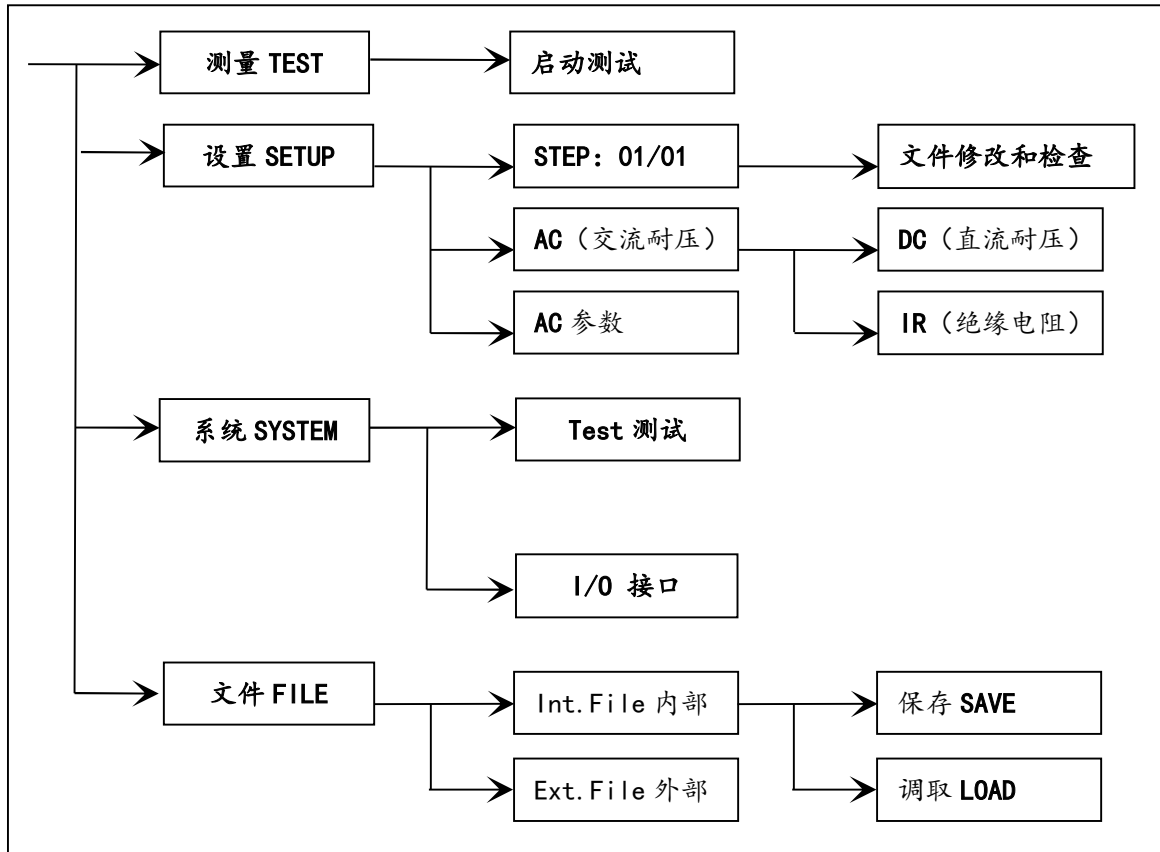 测量 TEST
启动测试
设置 SETUP
STEP: 01/01
文件修改和检查
AC（交流耐压）
DC（直流耐压）
AC 参数
IR（绝缘电阻）
系统 SYSTEM
Test 测试
I/O 接口
文件 FILE
Int.File 内部
保存 SAVE
Ext.File 外部
调取 LOAD